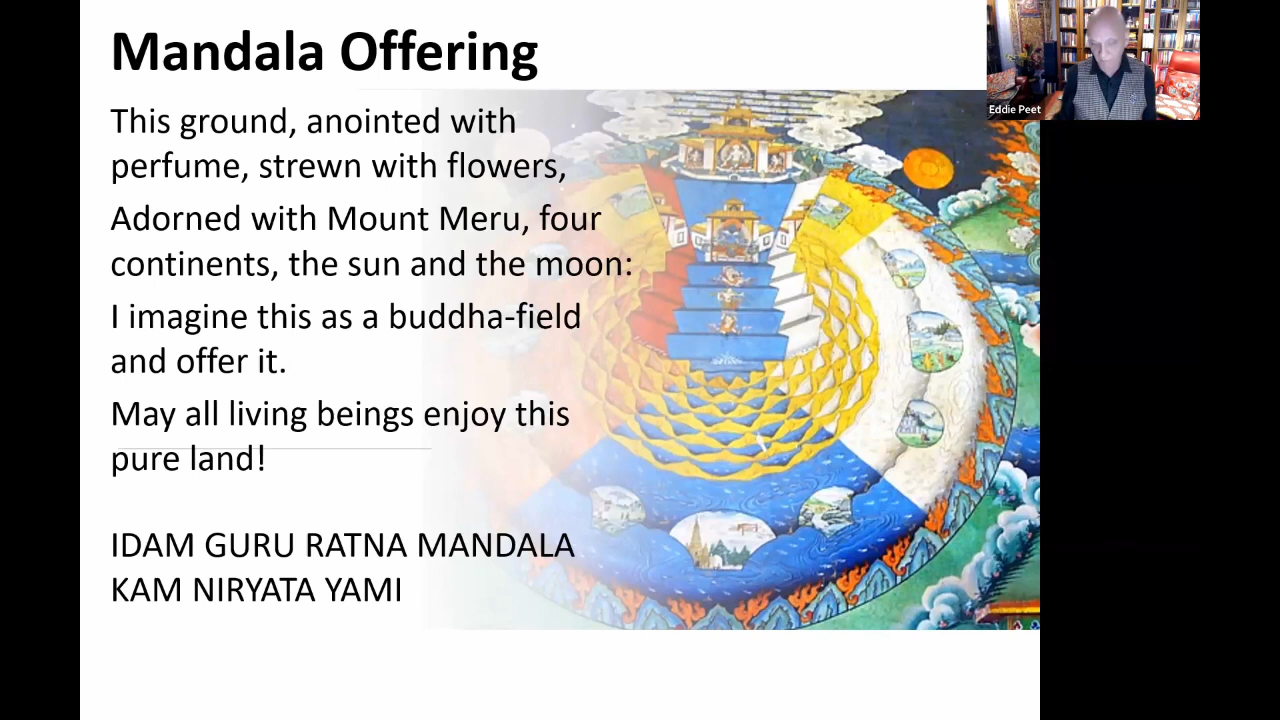 Mandala Offering
Eddie Peet
This ground, anointed with
perfume, strewn with flowers,
Adorned with Mount Meru, four
continents, the sun and the moon:
I imagine this as a buddha-field
and offer it.
May all living beings enjoy this
pure land!
IDAM GURU RATNA MANDALA
KAM NIRYATA YAMI